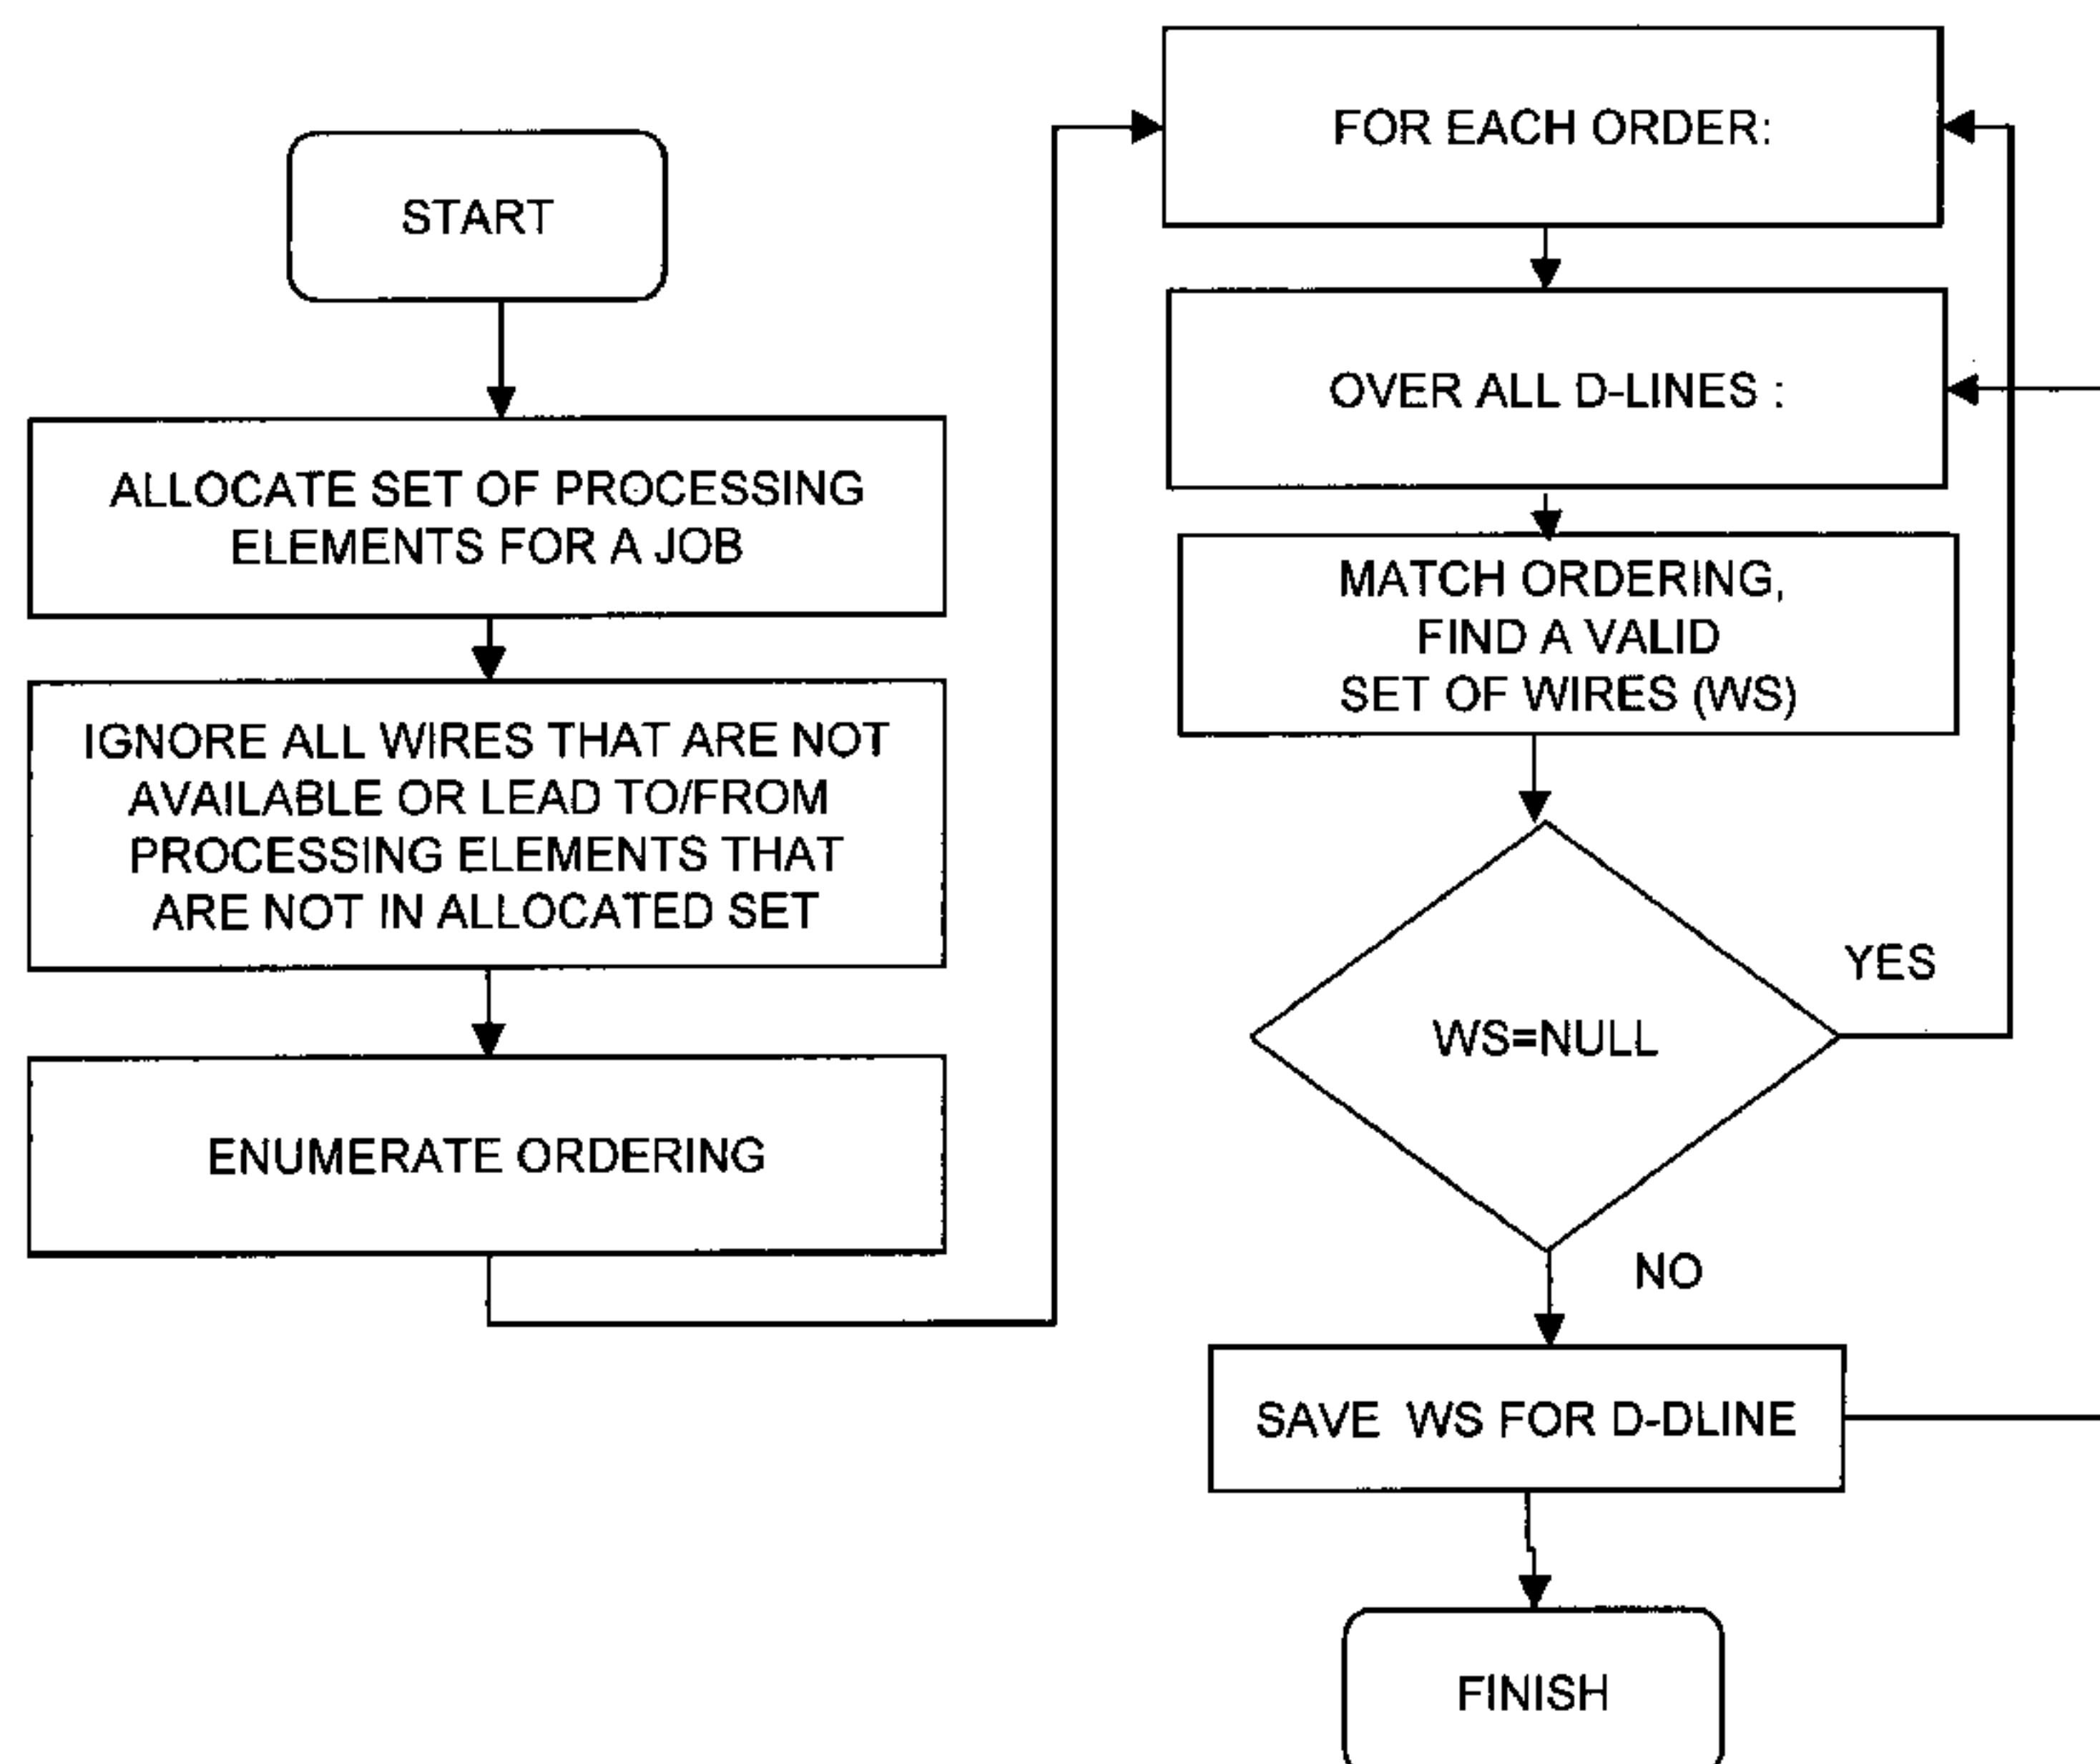 START
ALLOCATE SET OF PROCESSING
ELEMENTS FOR A JOB
IGNORE ALL WIRES THAT ARE NOT
AVAILABLE OR LEAD TO/FROM
PROCESSING ELEMENTS THAT
ARE NOT IN ALLOCATED SET
ENUMERATE ORDERING
FOR EACH ORDER:
OVER ALL D-LINES :
MATCH ORDERING,
FIND A VALID
SET OF WIRES (WS)
WS=NULL
YES
NO
SAVE WS FOR D-DLINE
FINISH